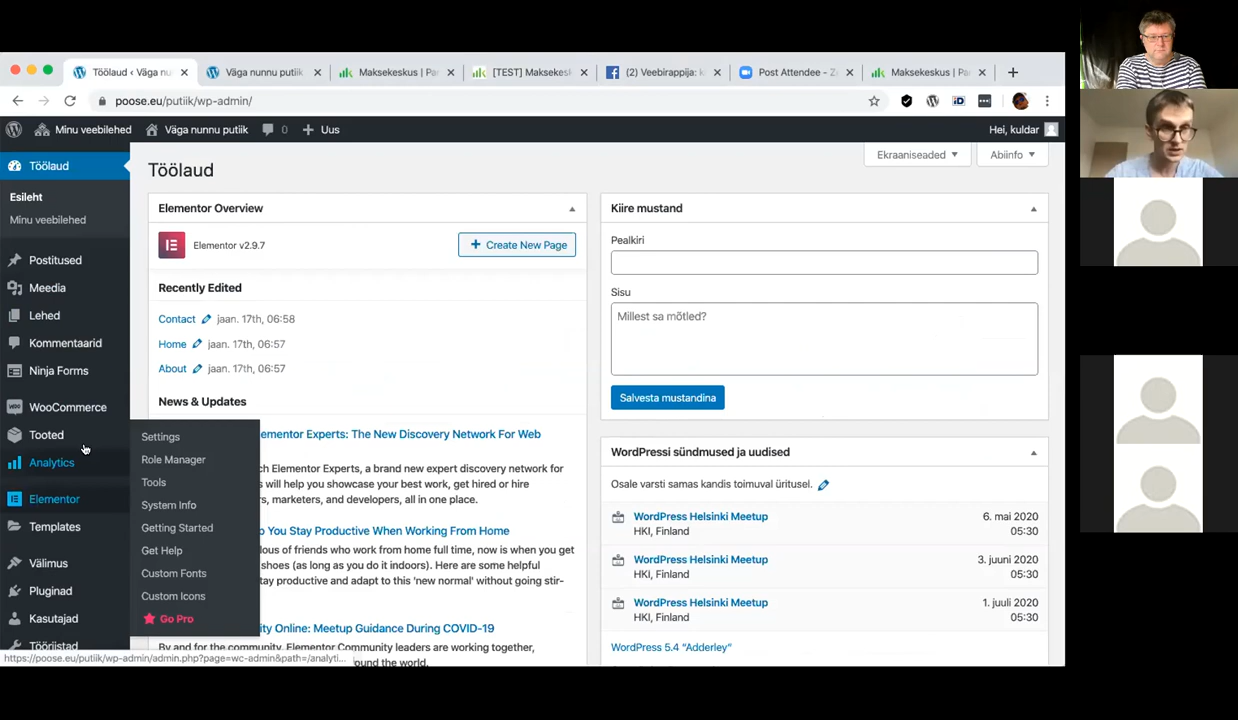 Töölaud ‹ Väga nu
Väga nunnu putiik
Maksekeskus | Pa
[TEST] Maksekes
(2) Veebirappija: k
Post Attendee - Z
Maksekeskus | Pa
poose.eu/putiik/wp-admin/
Minu veebilehed
Väga nunnu putiik
0
Uus
Hei, kuldar
Töölaud
Esileht
Minu veebilehed
Postitused
Meedia
Lehed
Kommentaarid
Ninja Forms
WooCommerce
Tooted
Analytics
Elementor
Templates
Välimus
Pluginad
Kasutajad
Tööriistad
Settings
Role Manager
Tools
System Info
Getting Started
Get Help
Custom Fonts
Custom Icons
Go Pro
Töölaud
Ekraaniseaded
Abiinfo
Elementor Overview
Elementor v2.9.7
Create New Page
Recently Edited
Contact jaan. 17th, 06:58
Home jaan. 17th, 06:57
About jaan. 17th, 06:57
News & Updates
ementor Experts: The New Discovery Network For Web
ch Elementor Experts, a brand new expert discovery network for
s will help you showcase your best work, get hired or hire
rs, marketers, and developers, all in one place.
o You Stay Productive When Working From Home
lous of friends who work from home full time, now is when you get
shoes (as long as you do it indoors). Here are some helpful
stay productive and adapt to this 'new normal' without going stir-
ity Online: Meetup Guidance During COVID-19
By and for the community. Elementor Community leaders are working together,
ound the world.
Kiire mustand
Pealkiri
Sisu
Millest sa mõtled?
Salvesta mustandina
WordPressi sündmused ja uudised
Osale varsti samas kandis toimuval üritusel.
WordPress Helsinki Meetup 6. mai 2020
HKI, Finland 05:30
WordPress Helsinki Meetup 3. juuni 2020
HKI, Finland 05:30
WordPress Helsinki Meetup 1. juuli 2020
HKI, Finland 05:30
WordPress 5.4 "Adderley"
https://poose.eu/putiik/wp-admin/admin.php?page=wc-admin&path=/analyti...